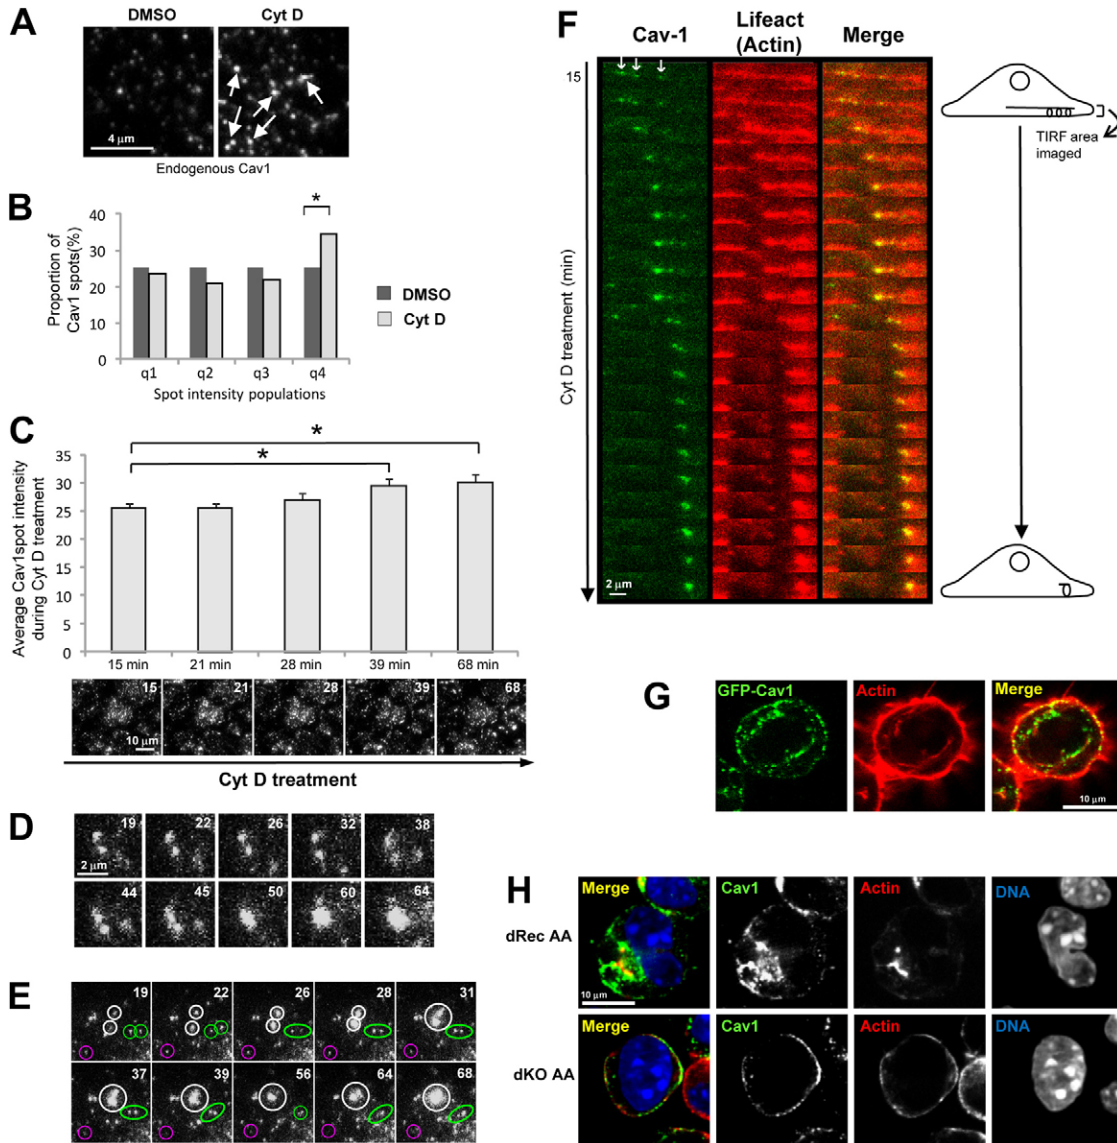 A
DMSO
Cyt D
4 μm
Endogenous Cav1
B
Proportion of
Cav1 spots(%)
40
30
20
10
0
*
q1
q2
q3
q4
Spot intensity populations
DMSO
Cyt D
C
Average Cav1spot intensity
during Cyt D treatment
35
30
25
25
15
10
5
0
*
*
15 min
21 min
28 min
39 min
68 min
15
21
28
39
68
10 μm
Cyt D treatment
D
19
22
26
32
38
2 μm
44
45
50
60
64
E
19
22
26
28
31
37
39
56
64
68
F
Cav-1
Lifeact
(Actin)
Merge
15
Cyt D treatment (min)
2 μm
TIRF area
imaged
G
GFP-Cav1
Actin
Merge
10 μm
H
dRec AA
Merge
Cav1
Actin
DNA
10 μm
dKO AA
Merge
Cav1
Actin
DNA